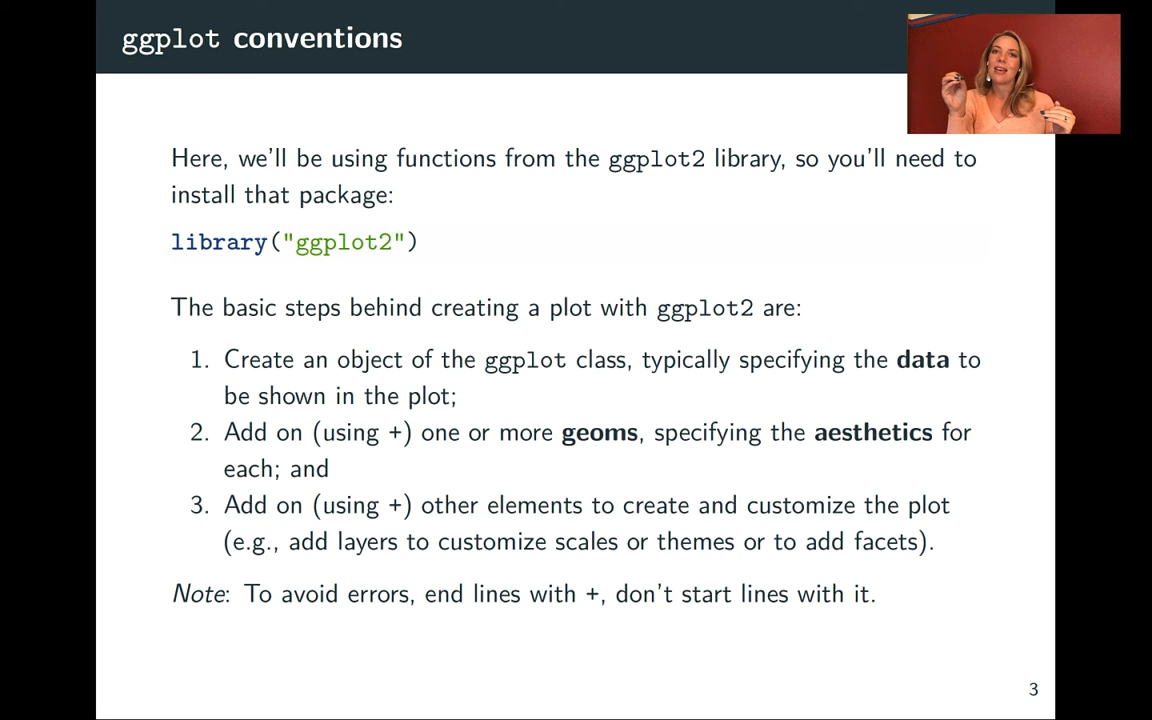 ggplot conventions
Here, we'll be using functions from the ggplot2 library, so you'll need to
install that package:
library("ggplot2")
The basic steps behind creating a plot with ggplot2 are:
1. Create an object of the ggplot class, typically specifying the data to
be shown in the plot;
2. Add on (using +) one or more geoms, specifying the aesthetics for
each; and
3. Add on (using +) other elements to create and customize the plot
(e.g., add layers to customize scales or themes or to add facets).
Note: To avoid errors, end lines with +, don't start lines with it.
3